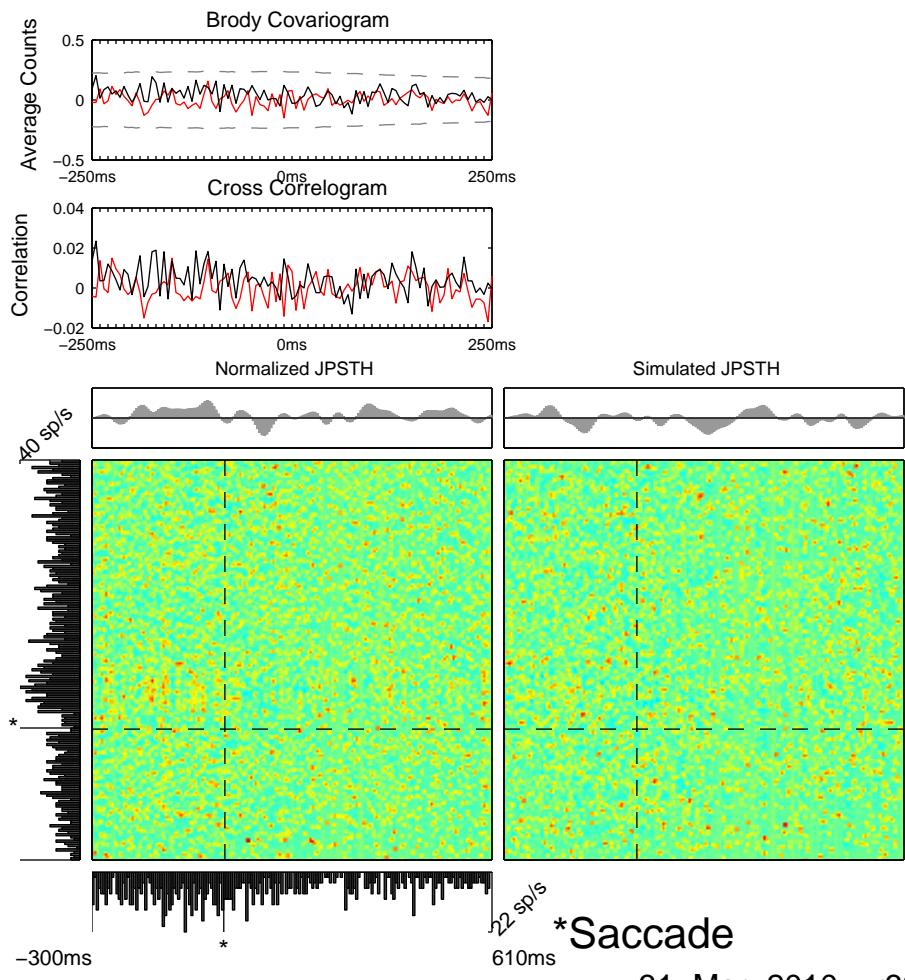 Brody Covariogram
Average Counts
0.5
0
−0.5
−250ms 0ms 250ms
Cross Correlogram
Correlation
0.04
0.02
0
−0.02
−250ms 0ms 250ms
Normalized JPSTH
Simulated JPSTH
40 sp/s
*
22 sp/s
*
*Saccade
−300ms
610ms